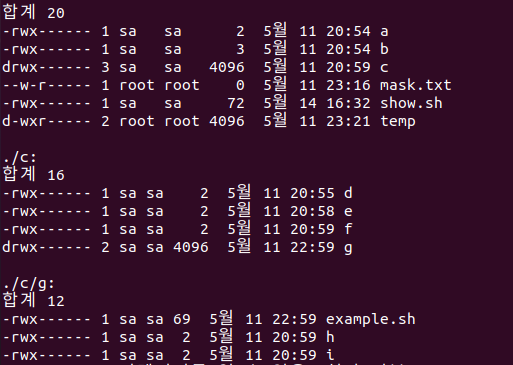 합계 20
-rwx------ 1 sa   sa      2  5월 11 20:54 a
-rwx------ 1 sa   sa      3  5월 11 20:54 b
drwx------ 3 sa   sa   4096  5월 11 20:59 c
--w-r----- 1 root root    0  5월 11 23:16 mask.txt
-rwx------ 1 sa   sa     72  5월 14 16:32 show.sh
d-wxr----- 2 root root 4096  5월 11 23:21 temp

./c:
합계 16
-rwx------ 1 sa sa    2  5월 11 20:55 d
-rwx------ 1 sa sa    2  5월 11 20:58 e
-rwx------ 1 sa sa    2  5월 11 20:59 f
drwx------ 2 sa sa 4096  5월 11 22:59 g

./c/g:
합계 12
-rwx------ 1 sa sa 69  5월 11 22:59 example.sh
-rwx------ 1 sa sa  2  5월 11 20:59 h
-rwx------ 1 sa sa  2  5월 11 20:59 i